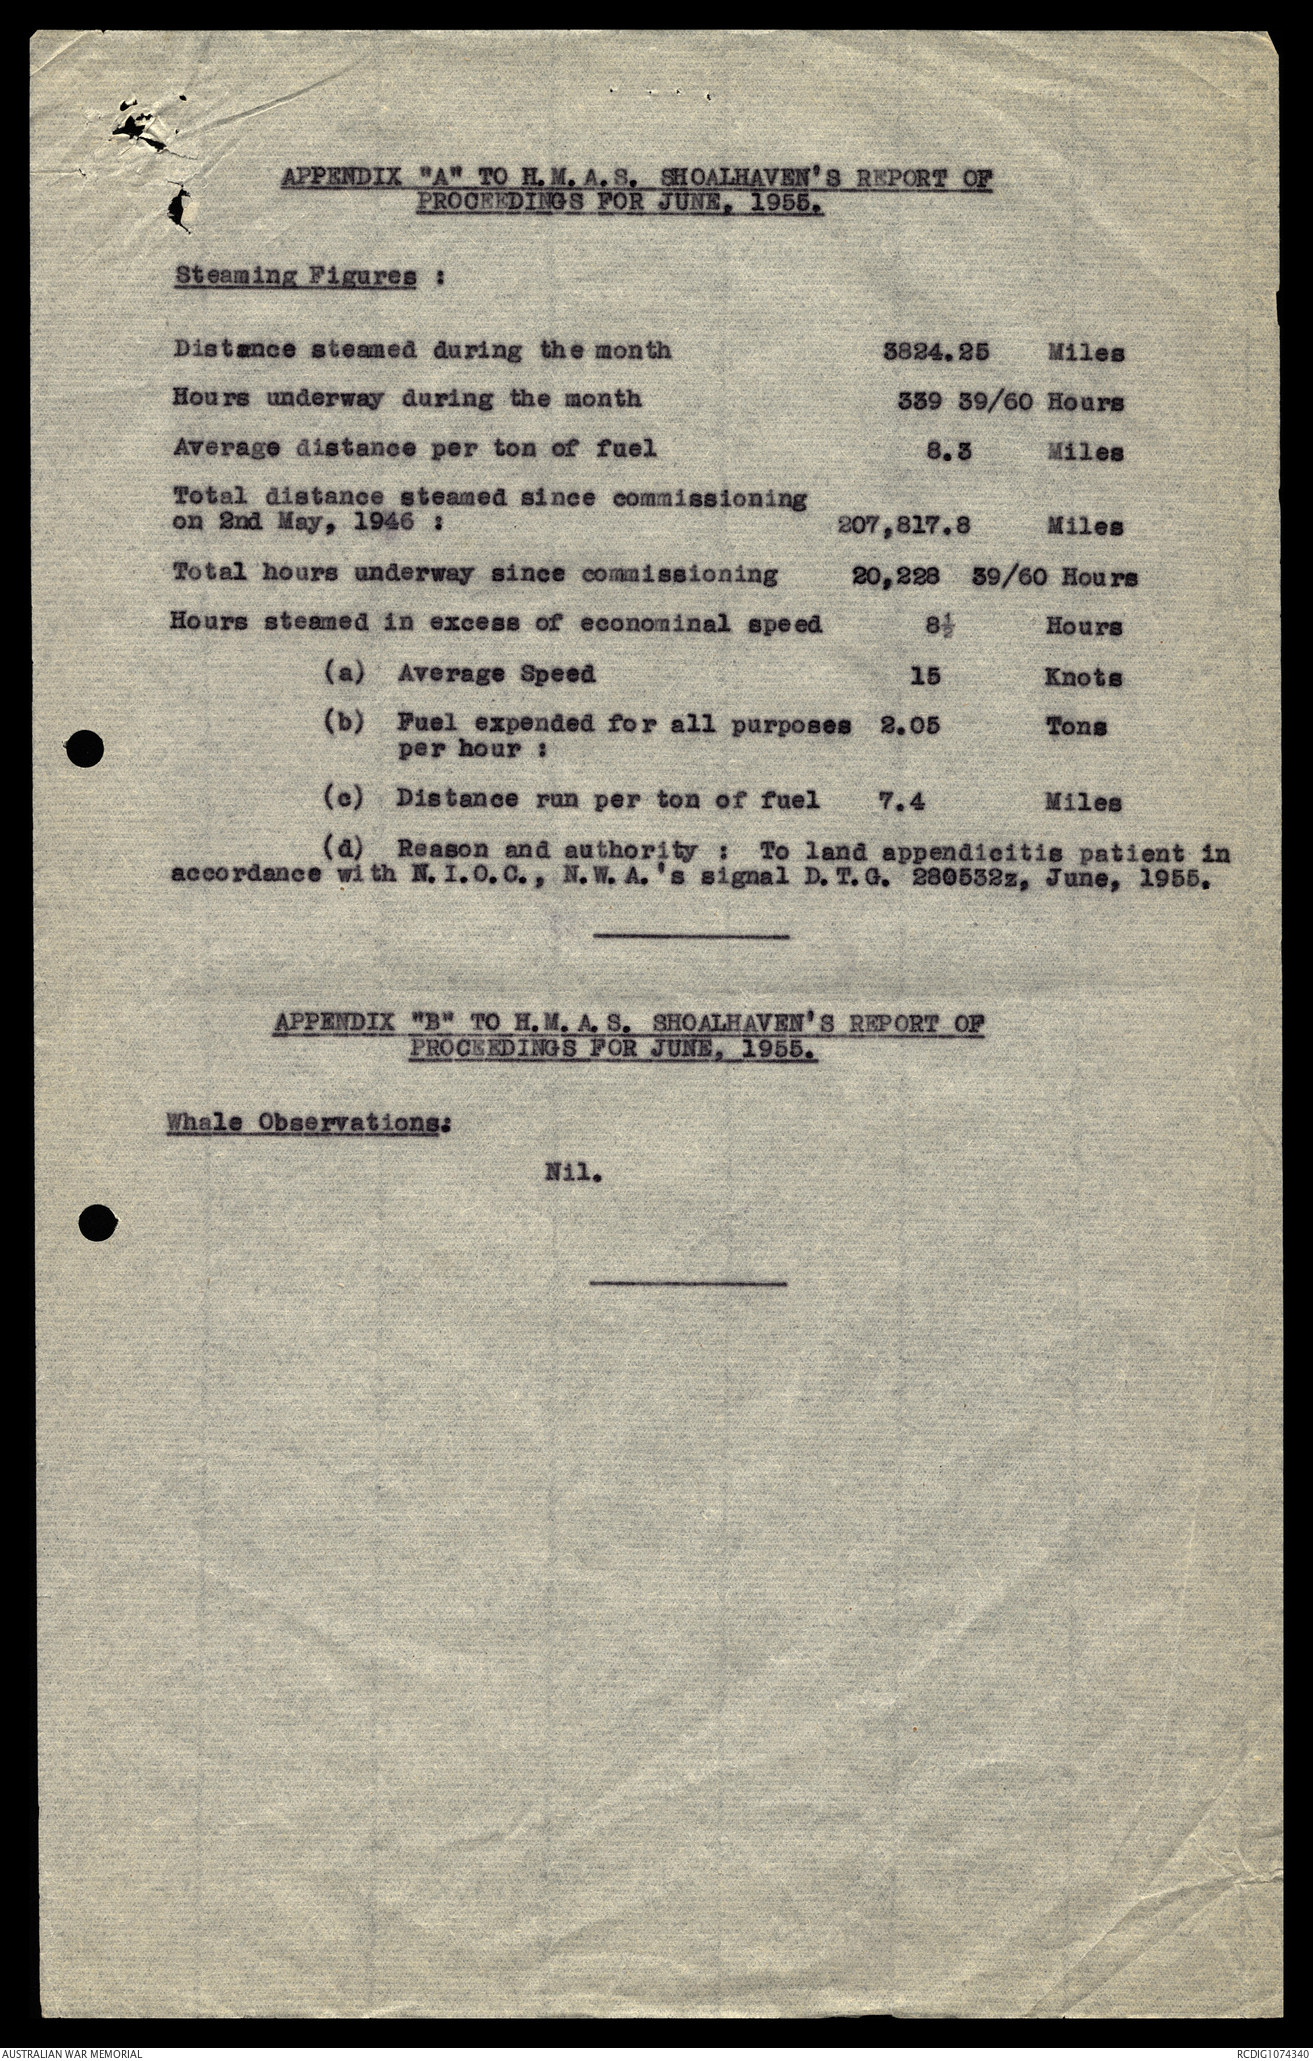 APPENDIX "A" TO H.M.A.S. SHOALHAVEN'S REPORT OF
PROCEEDINGS FOR JUNE, 1955.
Steaming Figures :
Distance steamed during the month 3824.25 Miles
Hours underway during the month 339 39/60 Hours
Average distance per ton of fuel 8.3 Miles
Total distance steamed since commissioning
on 2nd May, 1946 : 207,817.8 Miles
Total hours underway since commissioning 20,228 39/60 Hours
Hours steamed in excess of econominal speed 8½ Hours
(a) Average Speed 15 Knots
(b) Fuel expended for all purposes 2.05 Tons
per hour :
(c) Distance run per ton of fuel 7.4 Miles
(d) Reason and authority : To land appendicitis patient in
accordance with N.I.O.C., N.W.A.'s signal D.T.G. 280532z, June, 1955.
APPENDIX "B" TO H.M.A.S. SHOALHAVEN'S REPORT OF
PROCEEDINGS FOR JUNE, 1955.
Whale Observations:
Nil.
AUSTRALIAN WAR MEMORIAL RCDIG1074340